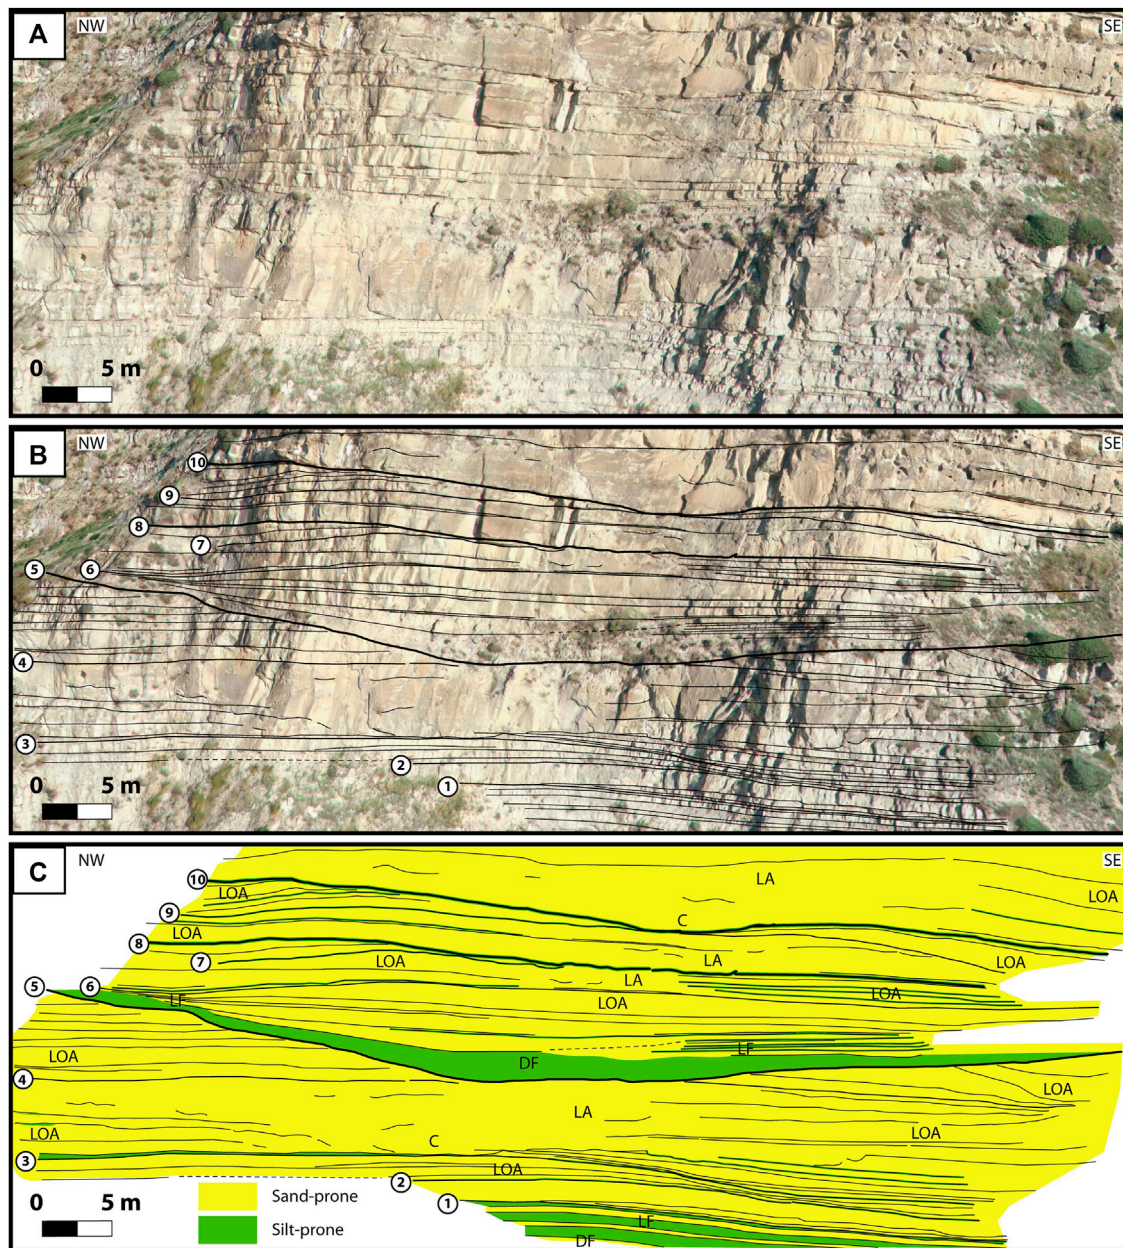 A NW SE
0 5 m
B NW SE
10
9
8
7
5 6
4
3
2
1
0 5 m
C NW SE
10 LOA LA LOA
9 C
LOA
8
7 LOA LA LOA
5 6 LF LA LOA LOA
LF
DF
LOA
4 LOA
LA
LOA C LOA
3
LOA
2
1
0 5 m Sand-prone LF
Silt-prone DF